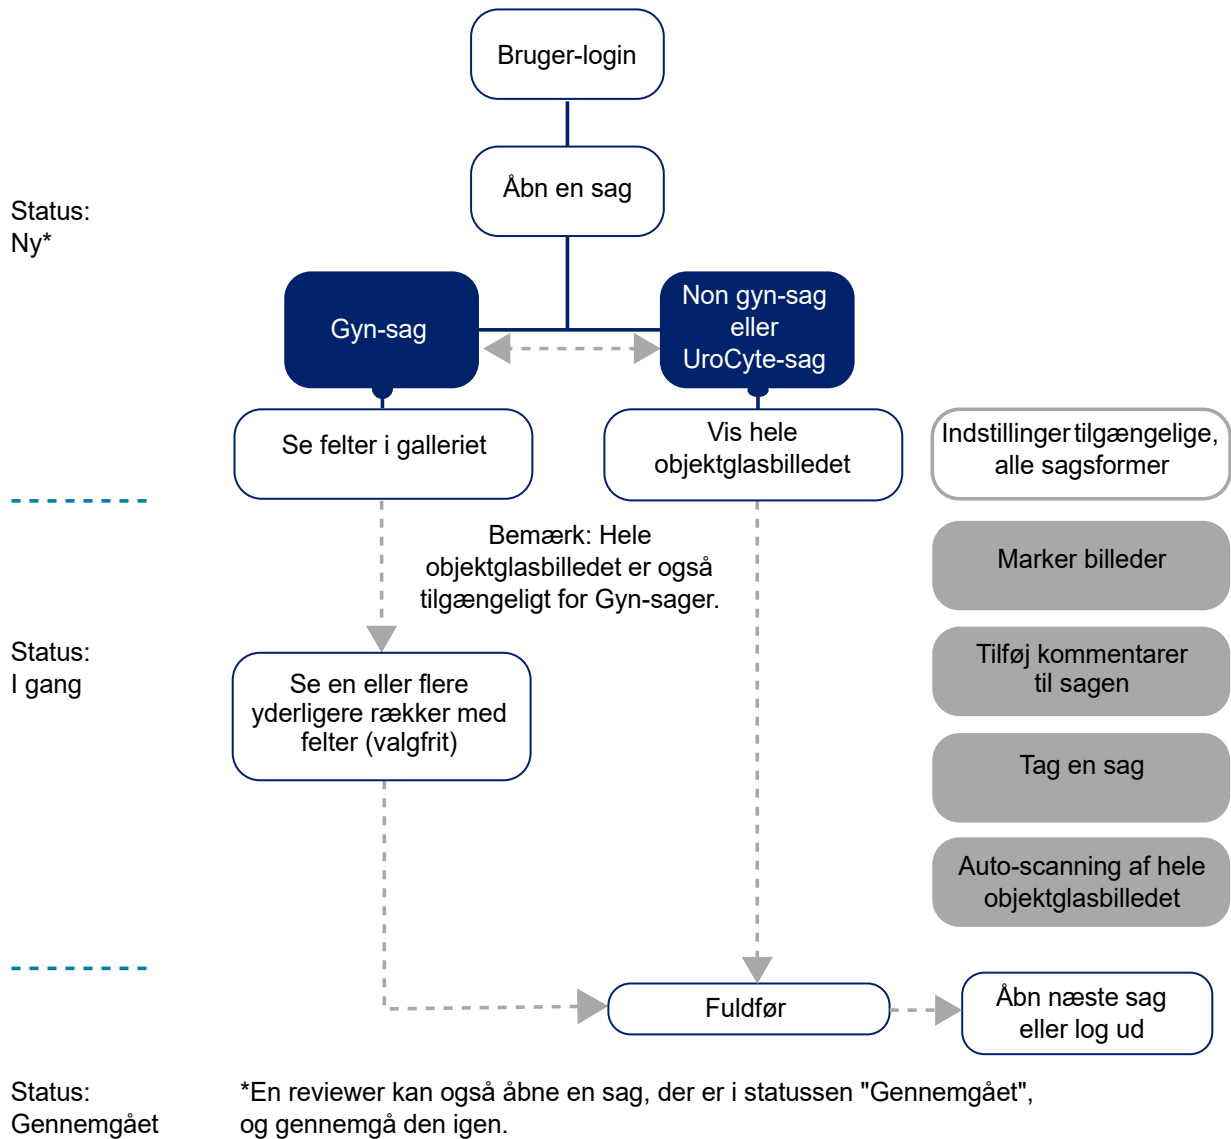 Bruger-login
Åbn en sag
Status:
Ny*
Gyn-sag
Non gyn-sag
eller
UroCyte-sag
Se felter i galleriet
Vis hele
objektglasbilledet
Indstillinger tilgængelige,
alle sagsformer
Bemærk: Hele
objektglasbilledet er også
tilgængeligt for Gyn-sager.
Marker billeder
Status:
I gang
Se en eller flere
yderligere rækker med
felter (valgfrit)
Tilføj kommentarer
til sagen
Tag en sag
Auto-scanning af hele
objektglasbilledet
Fuldfør
Åbn næste sag
eller log ud
Status:
Gennemgået
*En reviewer kan også åbne en sag, der er i statussen "Gennemgået",
og gennemgå den igen.